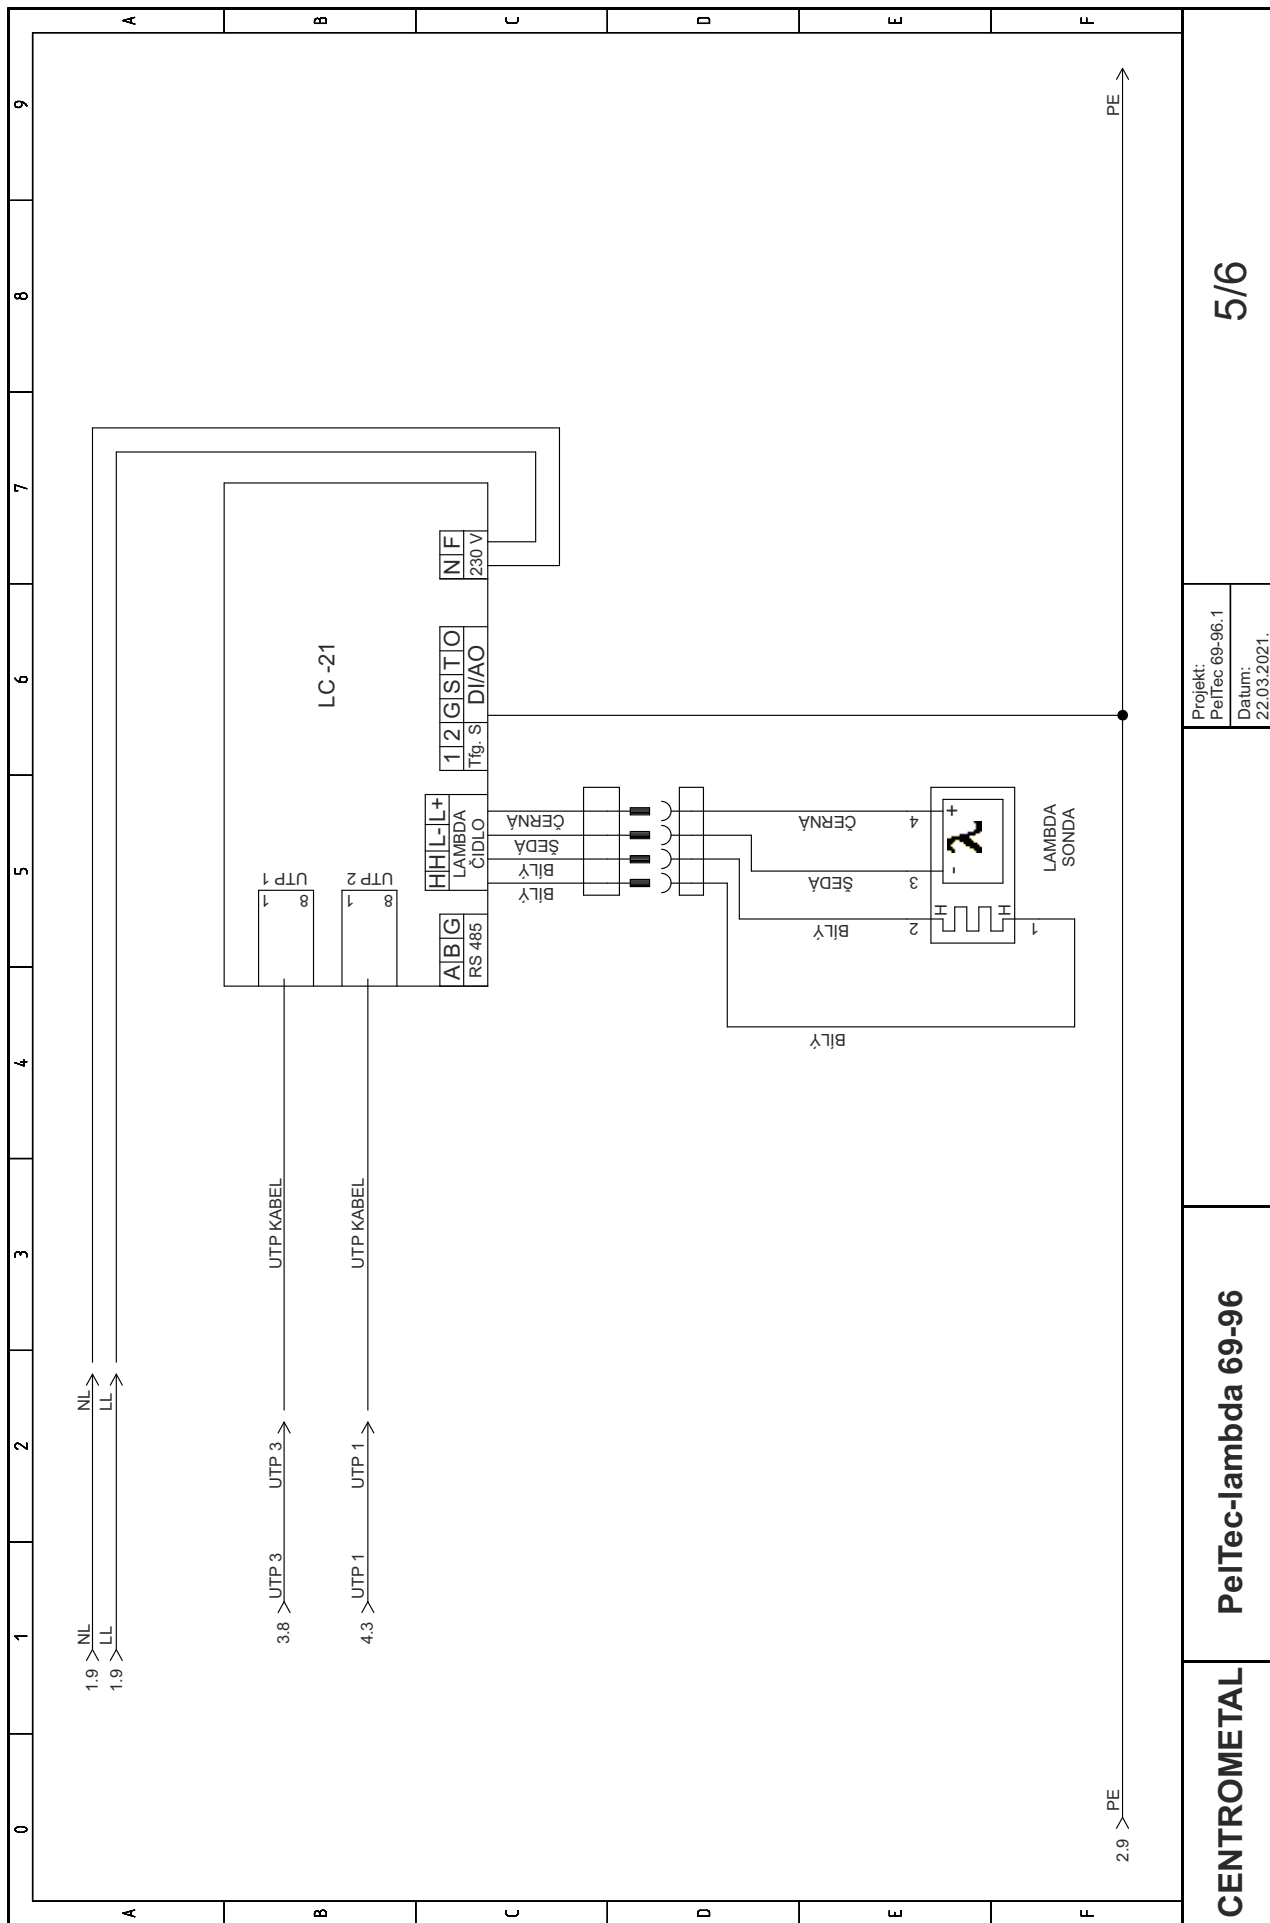 0 1 2 3 4 5 6 7 8 9
A A
B B
C C
D D
E E
F F
1.9 NL NL
1.9 LL LL
3.8 UTP 3 UTP 3 UTP KABEL
4.3 UTP 1 UTP 1 UTP KABEL
UTP 1
1 8
UTP 2
1 8
LC -21
A B G
RS 485
H H L- L+
LAMBDA
ČIDLO
1 2 G S T O
Tfg. S DI/AO
N F
230 V
BÍLÝ
BÍLÝ
ŠEDÁ
ČERNÁ
BÍLÝ
BÍLÝ
ŠEDÁ
ČERNÁ
1 2 3 4
H H
- λ +
LAMBDA
SONDA
2.9 PE PE
CENTROMETAL
PelTec-lambda 69-96
Projekt:
PelTec 69-96.1
Datum:
22.03.2021.
5/6